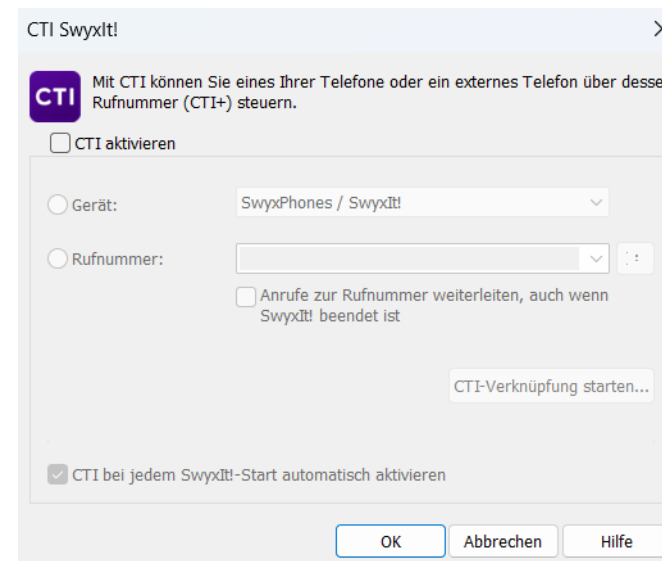 CTI SwyxIt!
CTI
Mit CTI können Sie eines Ihrer Telefone oder ein externes Telefon über desse
Rufnummer (CTI+) steuern.
CTI aktivieren
Gerät:
SwyxPhones / SwyxIt!
Rufnummer:
Anrufe zur Rufnummer weiterleiten, auch wenn
SwyxIt! beendet ist
CTI-Verknüpfung starten...
CTI bei jedem SwyxIt!-Start automatisch aktivieren
OK
Abbrechen
Hilfe